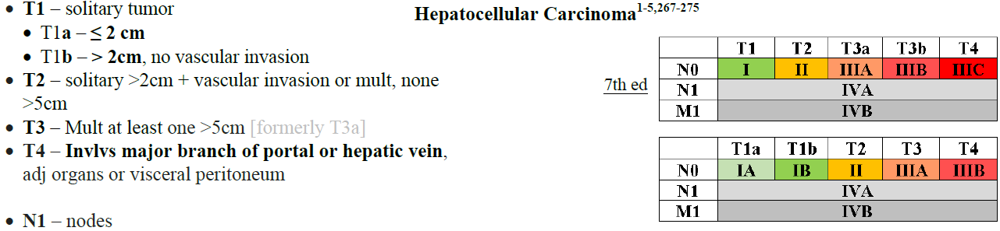 • T1 – solitary tumor
• T1a – ≤ 2 cm
• T1b – > 2cm, no vascular invasion
• T2 – solitary >2cm + vascular invasion or mult, none
>5cm
• T3 – Mult at least one >5cm [formerly T3a]
• T4 – Invlvs major branch of portal or hepatic vein,
adj organs or visceral peritoneum
• N1 – nodes
Hepatocellular Carcinoma1-5,267-275
7th ed
T1 T2 T3a T3b T4
N0 I II IIIA IIIB IIIC
N1 IVA
M1 IVB
T1a T1b T2 T3 T4
N0 IA IB II IIIA IIIB
N1 IVA
M1 IVB